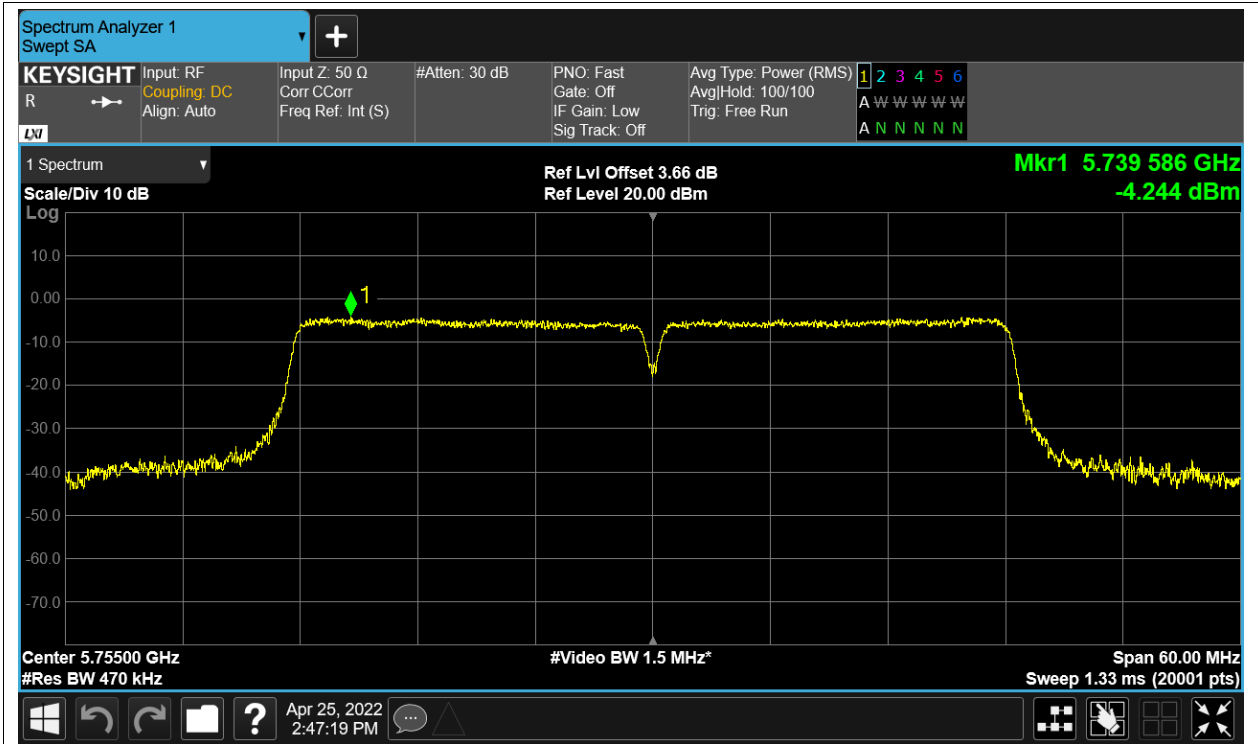 Spectrum Analyzer 1
Swept SA
KEYSIGHT
R
LXI
Input: RF
Coupling: DC
Align: Auto
Input Z: 50 Ω
Corr CCorr
Freq Ref: Int (S)
#Atten: 30 dB
PNO: Fast
Gate: Off
IF Gain: Low
Sig Track: Off
Avg Type: Power (RMS)
Avg|Hold: 100/100
Trig: Free Run
1 2 3 4 5 6
A W W W W W
A N N N N N
1 Spectrum
Scale/Div 10 dB
Ref Lvl Offset 3.66 dB
Ref Level 20.00 dBm
Mkr1 5.739 586 GHz
-4.244 dBm
Log
10.0
0.00
1
-10.0
-20.0
-30.0
-40.0
-50.0
-60.0
-70.0
Center 5.75500 GHz
#Video BW 1.5 MHz*
Span 60.00 MHz
#Res BW 470 kHz
Sweep 1.33 ms (20001 pts)
?
Apr 25, 2022
2:47:19 PM